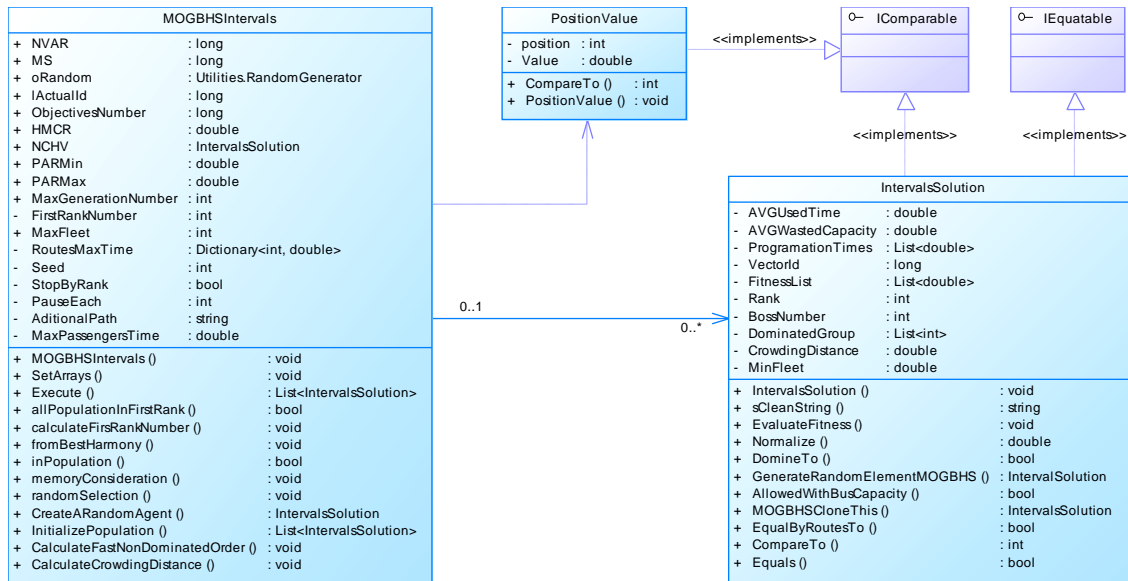 MOGBHSIntervals
+ NVAR : long
+ MS : long
+ oRandom : Utilities.RandomGenerator
+ lActualId : long
+ ObjectivesNumber : long
+ HMCR : double
+ NCHV : IntervalsSolution
+ PARMin : double
+ PARMax : double
+ MaxGenerationNumber : int
- FirstRankNumber : int
+ MaxFleet : int
- RoutesMaxTime : Dictionary<int, double>
- Seed : int
- StopByRank : bool
- PauseEach : int
- AditionalPath : string
- MaxPassengersTime : double
+ MOGBHSIntervals () : void
+ SetArrays () : void
+ Execute () : List<IntervalsSolution>
+ allPopulationInFirstRank () : bool
+ calculateFirsRankNumber () : void
+ fromBestHarmony () : void
+ inPopulation () : bool
+ memoryConsideration () : void
+ randomSelection () : void
+ CreateARandomAgent () : IntervalsSolution
+ InitializePopulation () : List<IntervalsSolution>
+ CalculateFastNonDominatedOrder () : void
+ CalculateCrowdingDistance () : void
PositionValue
- position : int
- Value : double
+ CompareTo () : int
+ PositionValue () : void
<<implements>>
IComparable
IEquatable
<<implements>>
<<implements>>
0..1
0..*
IntervalsSolution
- AVGUsedTime : double
- AVGWastedCapacity : double
- ProgramationTimes : List<double>
- VectorId : long
- FitnessList : List<double>
- Rank : int
- BossNumber : int
- DominatedGroup : List<int>
- CrowdingDistance : double
- MinFleet : double
+ IntervalsSolution () : void
+ sCleanString () : string
+ EvaluateFitness () : void
+ Normalize () : double
+ DomineTo () : bool
+ GenerateRandomElementMOGBHS () : IntervalSolution
+ AllowedWithBusCapacity () : bool
+ MOGBHSCloneThis () : IntervalsSolution
+ EqualByRoutesTo () : bool
+ CompareTo () : int
+ Equals () : bool